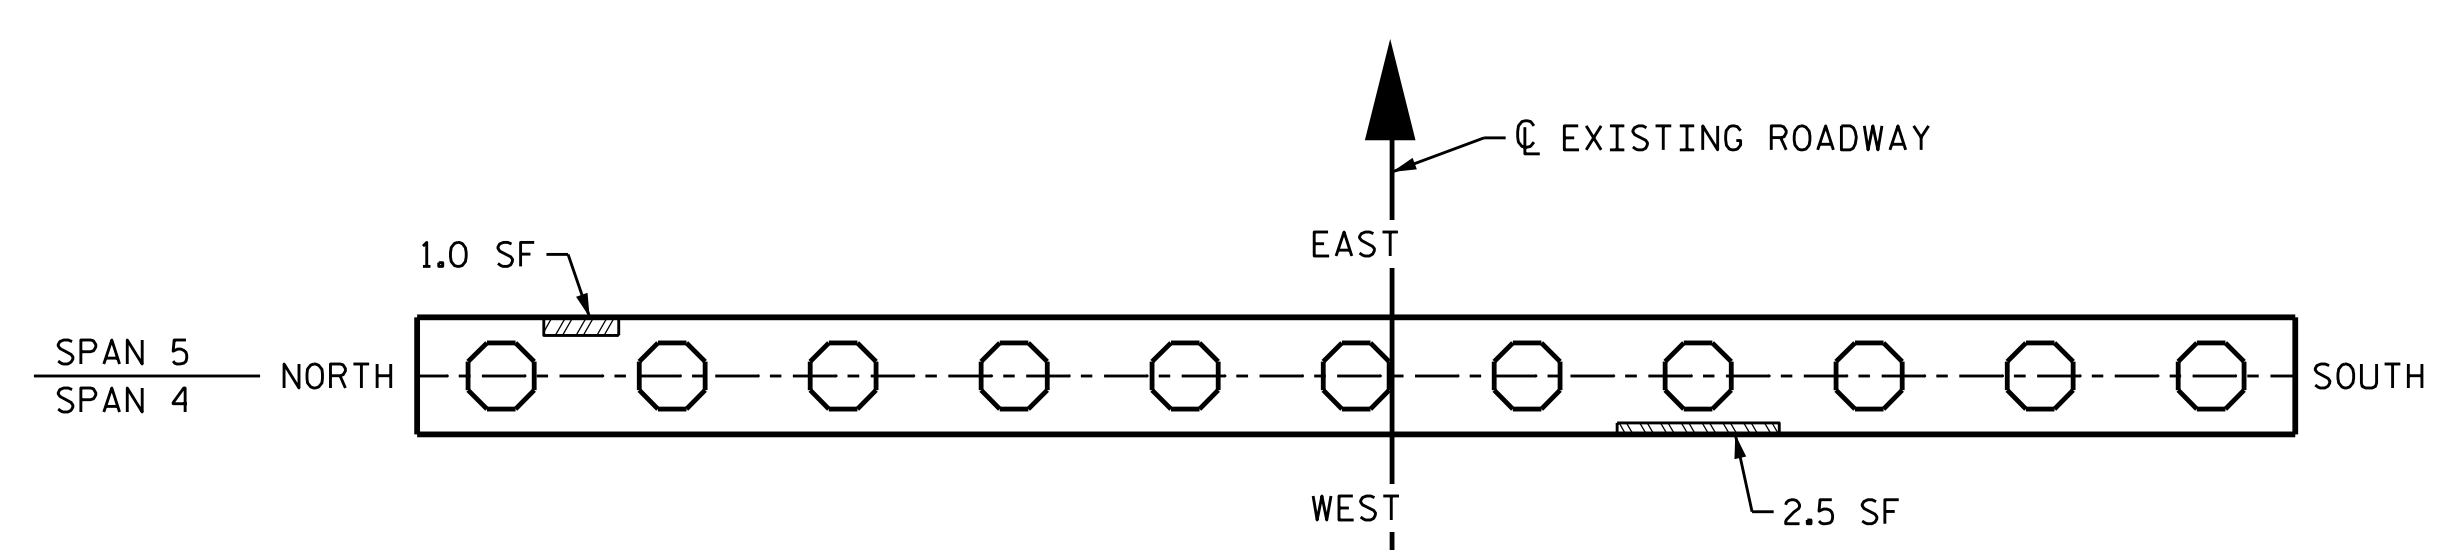 ℄ EXISTING ROADWAY
EAST
1.0 SF
SPAN 5
SPAN 4
NORTH
SOUTH
WEST
2.5 SF